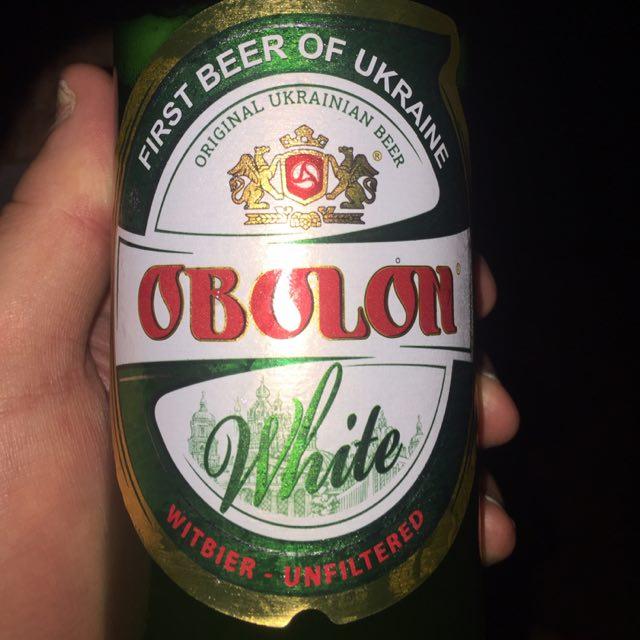 FIRST BEER OF UKRAINE
ORIGINAL UKRAINIAN BEER
®
OBOLON
White
WITBIER - UNFILTERED